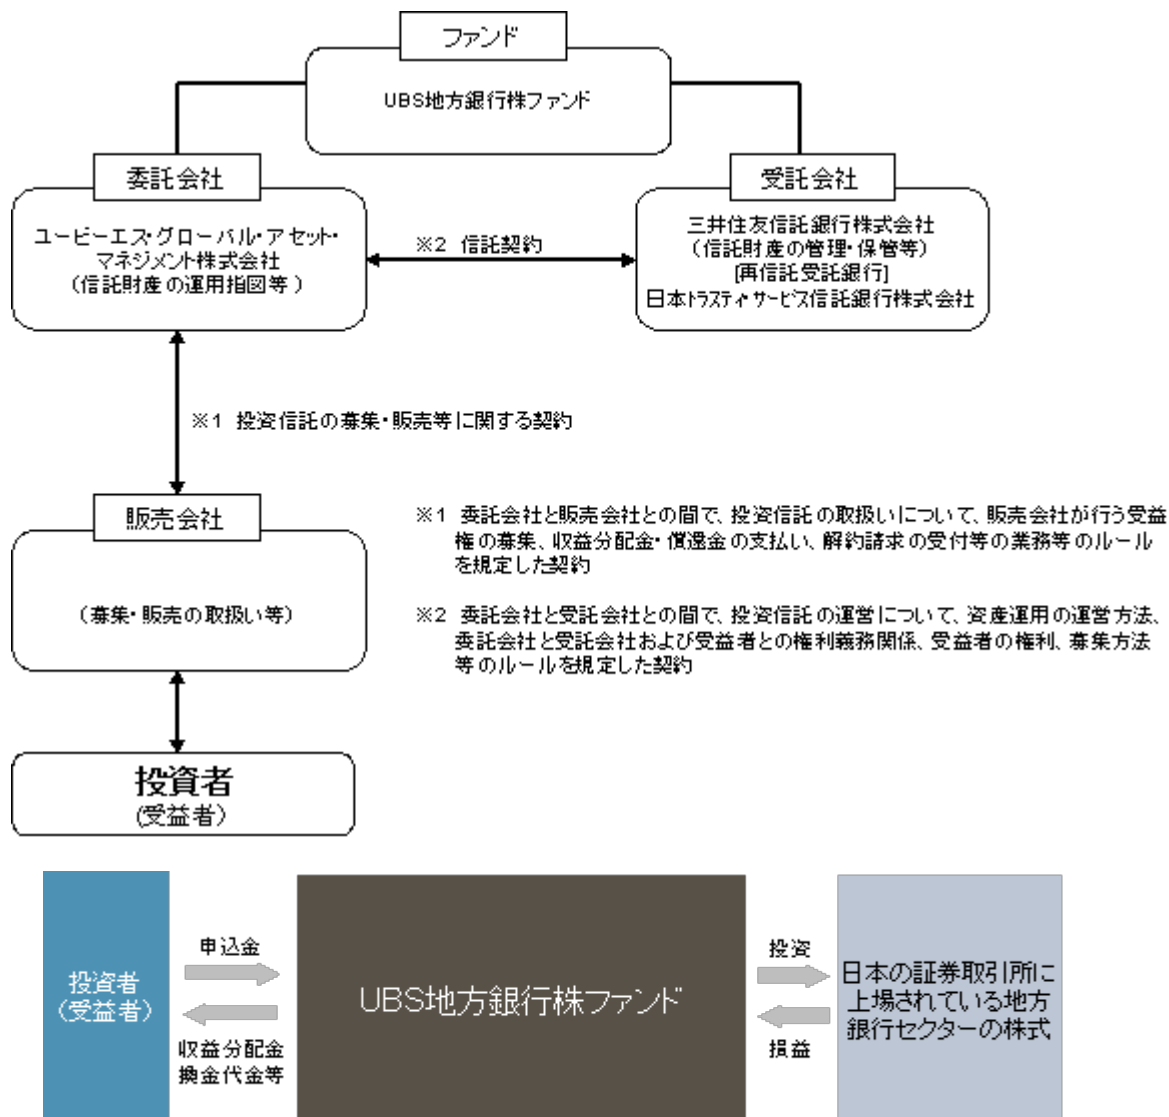 ファンド
UBS地方銀行株ファンド
委託会社
ユービーエス・グローバル・アセット・
マネジメント株式会社
(信託財産の運用指図等)
受託会社
三井住友信託銀行株式会社
(信託財産の管理・保管等)
[再信託受託銀行]
日本トラスティ・サービス信託銀行株式会社
※2 信託契約
※1 投資信託の募集・販売等に関する契約
販売会社
(募集・販売の取扱い等)
※1 委託会社と販売会社との間で、投資信託の取扱いについて、販売会社が行う受益
権の募集、収益分配金・償還金の支払い、解約請求の受付等の業務等のルール
を規定した契約
※2 委託会社と受託会社との間で、投資信託の運営について、資産運用の運営方法、
委託会社と受託会社および受益者との権利義務関係、受益者の権利、募集方法
等のルールを規定した契約
投資者
(受益者)
投資者
(受益者)
申込金
収益分配金
換金代金等
UBS地方銀行株ファンド
投資
損益
日本の証券取引所に
上場されている地方
銀行セクターの株式